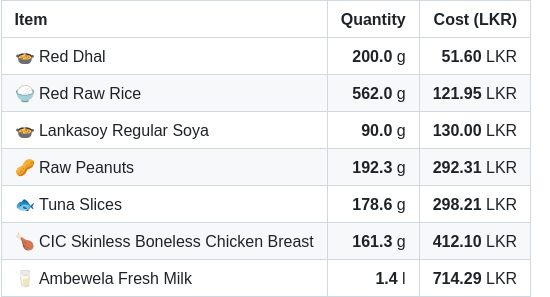 Item Quantity Cost (LKR)
🍲 Red Dhal 200.0 g 51.60 LKR
🍚 Red Raw Rice 562.0 g 121.95 LKR
🍲 Lankasoy Regular Soya 90.0 g 130.00 LKR
🥜 Raw Peanuts 192.3 g 292.31 LKR
🐟 Tuna Slices 178.6 g 298.21 LKR
🍗 CIC Skinless Boneless Chicken Breast 161.3 g 412.10 LKR
🥛 Ambewela Fresh Milk 1.4 l 714.29 LKR